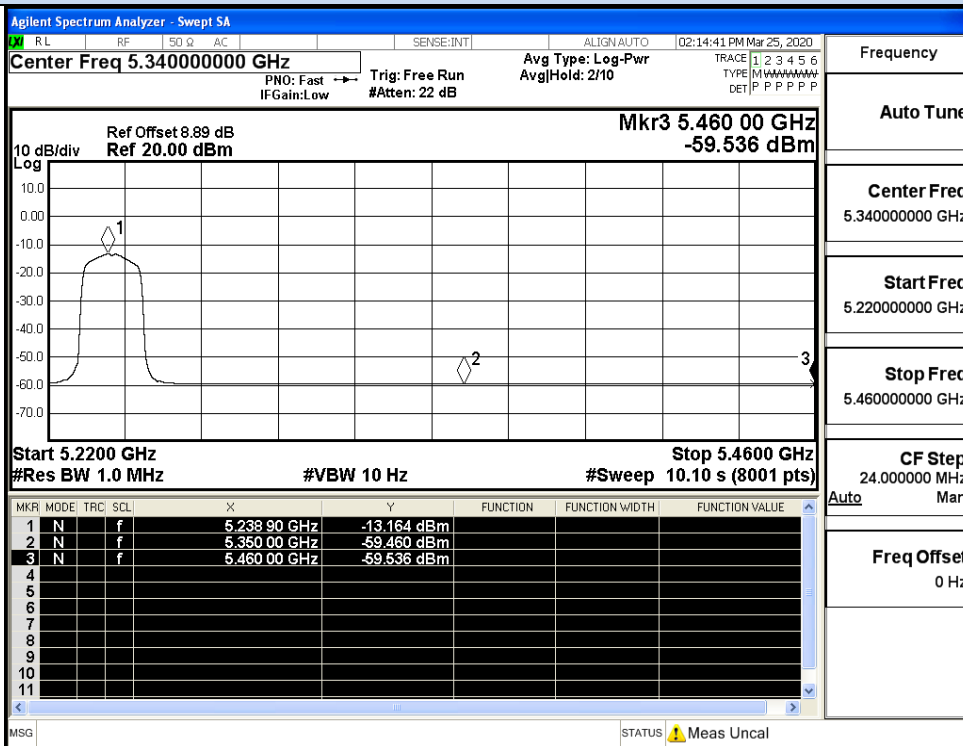 Agilent Spectrum Analyzer - Swept SA
LXI RL RF 50 Ω AC SENSE:INT ALIGN AUTO 02:14:41 PM Mar 25, 2020
Center Freq 5.340000000 GHz
PNO: Fast
IFGain:Low
Trig: Free Run
#Atten: 22 dB
Avg Type: Log-Pwr
Avg|Hold: 2/10
TRACE 1 2 3 4 5 6
TYPE M WWWWW
DET P P P P P P
Mkr3 5.460 00 GHz
-59.536 dBm
Ref Offset 8.89 dB
10 dB/div Ref 20.00 dBm
Log
10.0
0.00
-10.0
-20.0
-30.0
-40.0
-50.0
-60.0
-70.0
1
2
3
Start 5.2200 GHz Stop 5.4600 GHz
#Res BW 1.0 MHz #VBW 10 Hz #Sweep 10.10 s (8001 pts)
MKR MODE TRC SCL X Y FUNCTION FUNCTION WIDTH FUNCTION VALUE
1 N f 5.238 90 GHz -13.164 dBm
2 N f 5.350 00 GHz -59.460 dBm
3 N f 5.460 00 GHz -59.536 dBm
4
5
6
7
8
9
10
11
MSG STATUS Meas Uncal
Frequency
Auto Tune
Center Freq
5.340000000 GHz
Start Freq
5.220000000 GHz
Stop Freq
5.460000000 GHz
CF Step
24.000000 MHz
Auto Man
Freq Offset
0 Hz